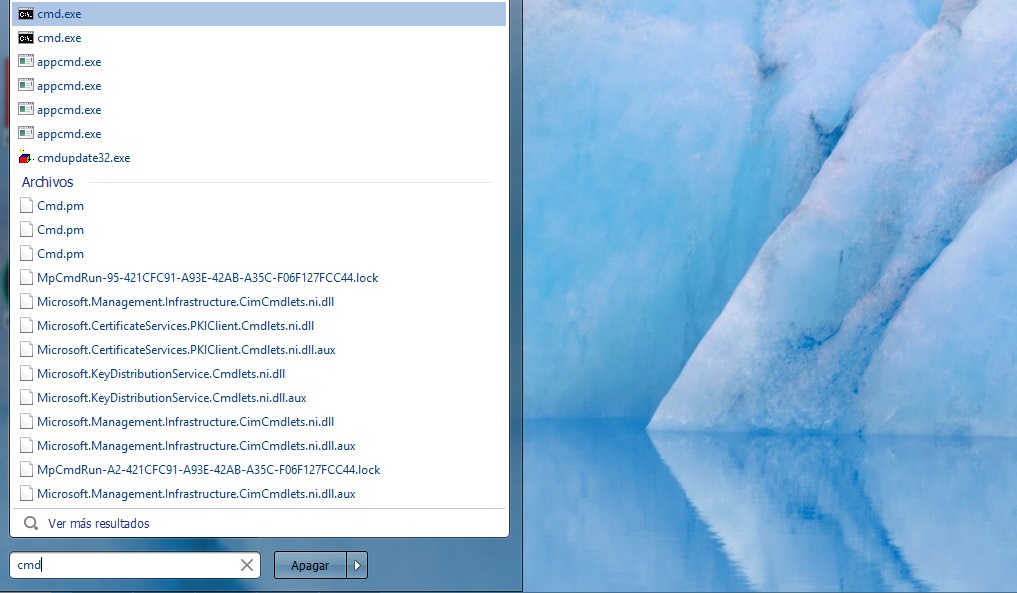 cmd.exe
cmd.exe
appcmd.exe
appcmd.exe
appcmd.exe
appcmd.exe
cmdupdate32.exe
Archivos
Cmd.pm
Cmd.pm
Cmd.pm
MpCmdRun-95-421CFC91-A93E-42AB-A35C-F06F127FCC44.lock
Microsoft.Management.Infrastructure.CimCmdlets.ni.dll
Microsoft.CertificateServices.PKIClient.Cmdlets.ni.dll
Microsoft.CertificateServices.PKIClient.Cmdlets.ni.dll.aux
Microsoft.KeyDistributionService.Cmdlets.ni.dll
Microsoft.KeyDistributionService.Cmdlets.ni.dll.aux
Microsoft.Management.Infrastructure.CimCmdlets.ni.dll
Microsoft.Management.Infrastructure.CimCmdlets.ni.dll.aux
MpCmdRun-A2-421CFC91-A93E-42AB-A35C-F06F127FCC44.lock
Microsoft.Management.Infrastructure.CimCmdlets.ni.dll.aux
Ver más resultados
cmd
Apagar